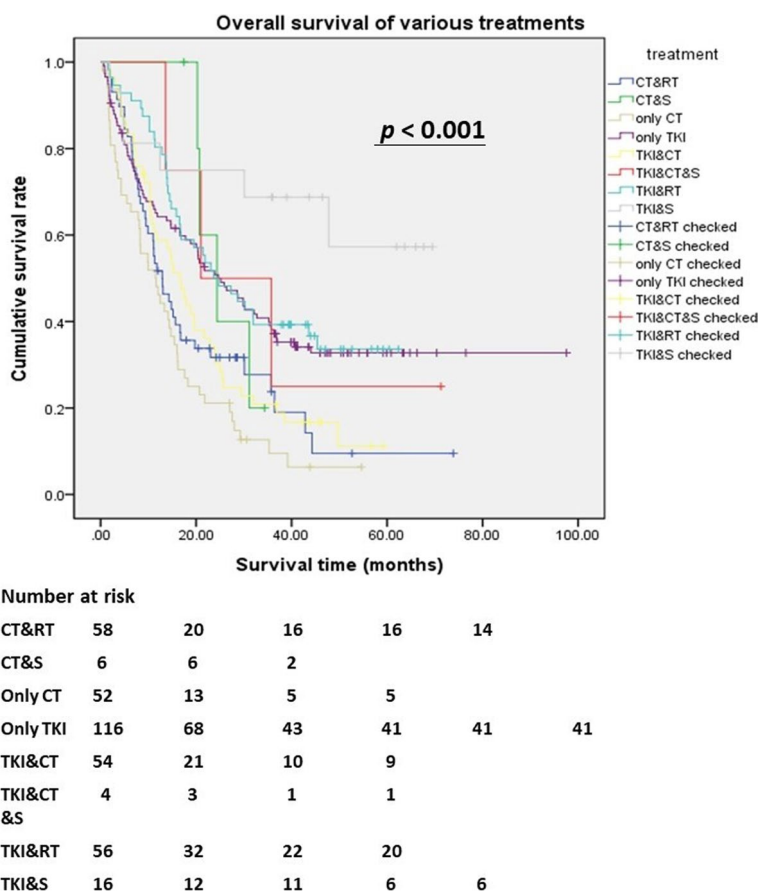 Overall survival of various treatments
treatment
CT&RT
CT&S
only CT
only TKI
TKI&CT
TKI&CT&S
TKI&RT
TKI&S
CT&RT checked
CT&S checked
only CT checked
only TKI checked
TKI&CT checked
TKI&CT&S checked
TKI&RT checked
TKI&S checked
p < 0.001
Cumulative survival rate
1.0
0.8
0.6
0.4
0.2
0.0
.00 20.00 40.00 60.00 80.00 100.00
Survival time (months)
Number at risk
CT&RT 58 20 16 16 14
CT&S 6 6 2
Only CT 52 13 5 5
Only TKI 116 68 43 41 41 41
TKI&CT 54 21 10 9
TKI&CT 4 3 1 1
&S
TKI&RT 56 32 22 20
TKI&S 16 12 11 6 6